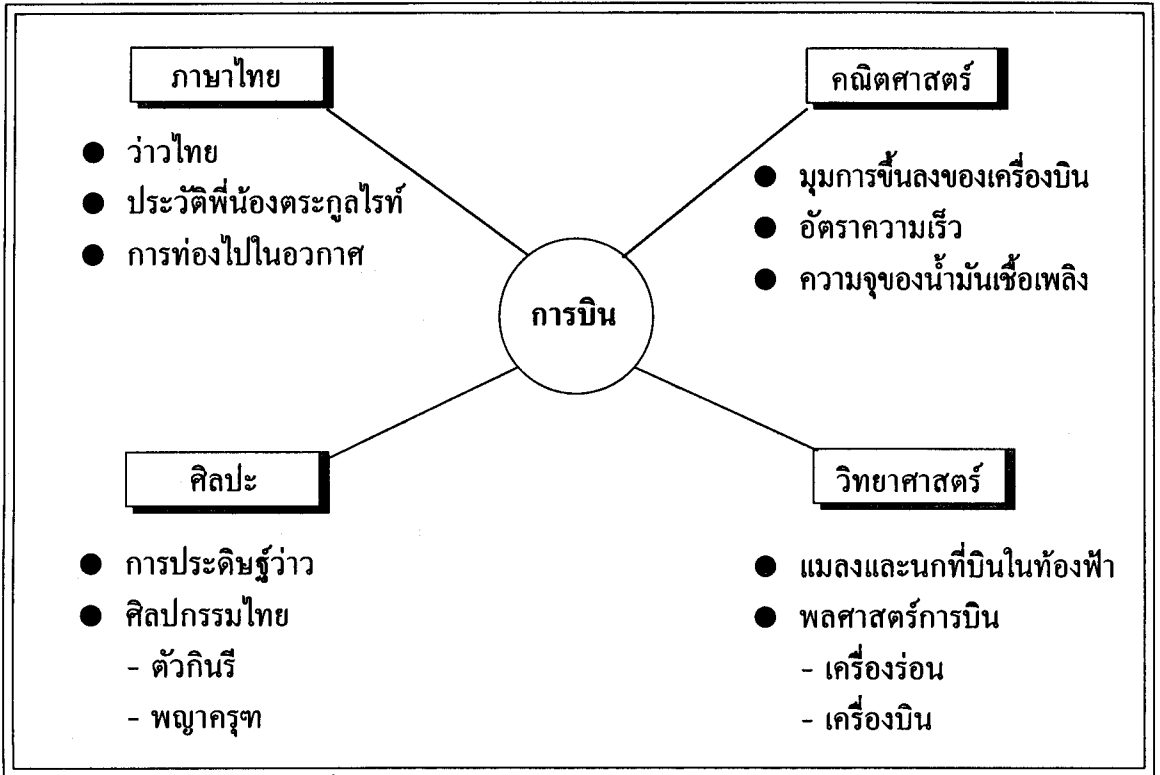 ภาษาไทย
● ว่าวไทย
● ประวัติพี่น้องตระกูลไรท์
● การท่องไปในอวกาศ
คณิตศาสตร์
● มุมการขึ้นลงของเครื่องบิน
● อัตราความเร็ว
● ความจุของน้ำมันเชื้อเพลิง
การบิน
ศิลปะ
● การประดิษฐ์ว่าว
● ศิลปกรรมไทย
- ตัวกินรี
- พญาครุฑ
วิทยาศาสตร์
● แมลงและนกที่บินในท้องฟ้า
● พลศาสตร์การบิน
- เครื่องร่อน
- เครื่องบิน